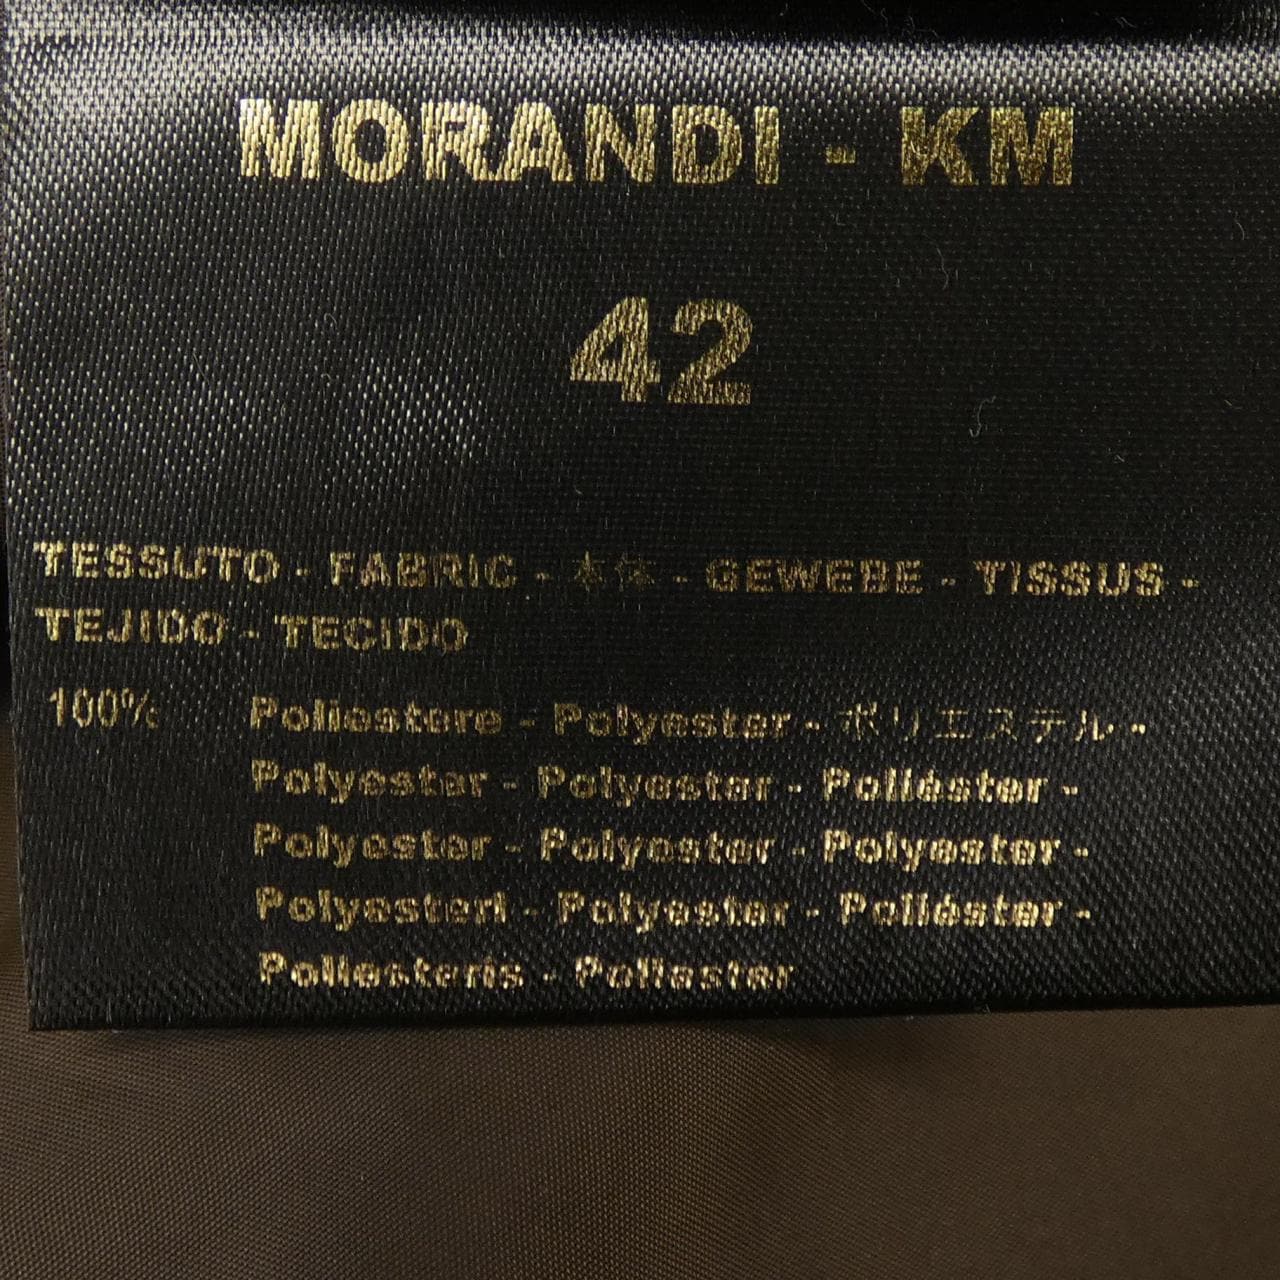 MORANDI - KM
42
TESSUTO - FABRIC - 本体 - GEWEBE - TISSUS -
TEJIDO - TECIDO
100% Poliestere - Polyester - ポリエステル -
Polyester - Polyester - Poliéster -
Polyester - Polyester - Polyester -
Polyesteri - Polyester - Poliéster -
Poliesteris - Poliester